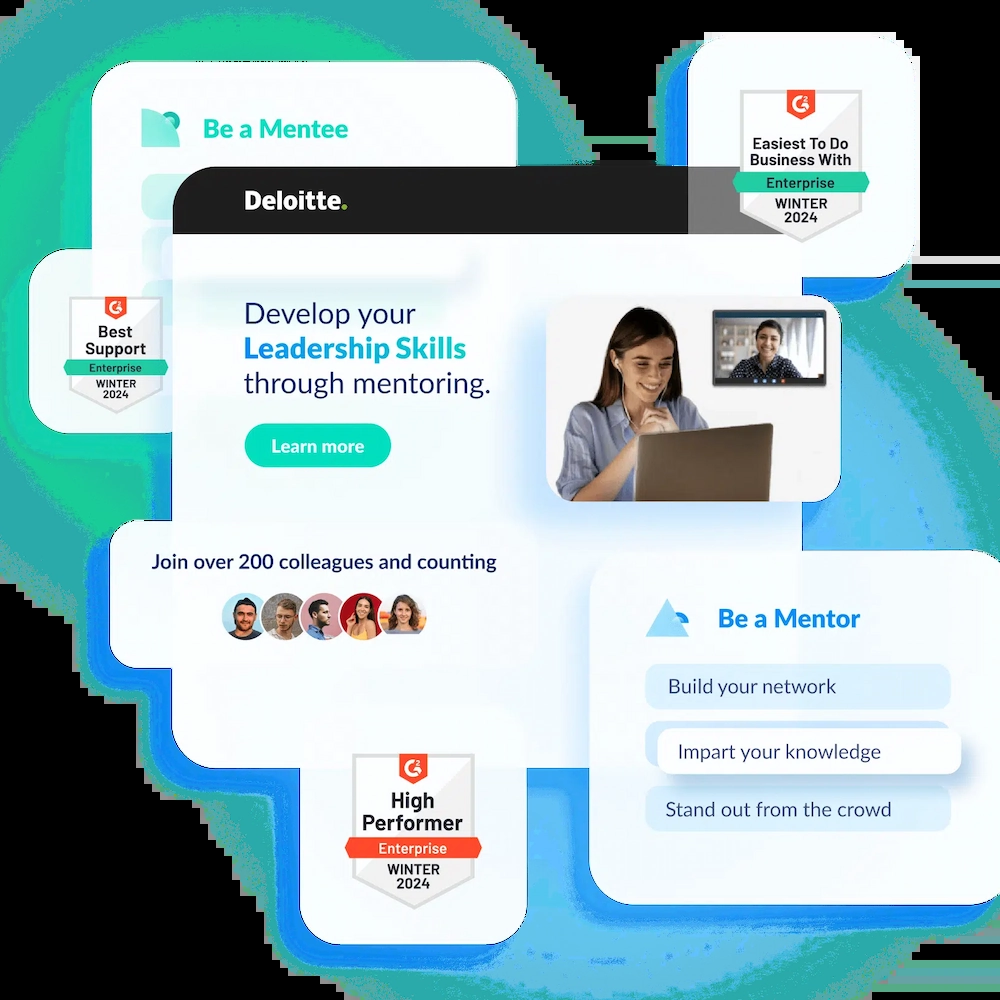 Be a Mentee
Easiest To Do
Business With
Enterprise
WINTER
2024
Deloitte.
Best
Support
Enterprise
WINTER
2024
Develop your
Leadership Skills
through mentoring.
Learn more
Join over 200 colleagues and counting
Be a Mentor
Build your network
Impart your knowledge
Stand out from the crowd
G2
High
Performer
Enterprise
WINTER
2024